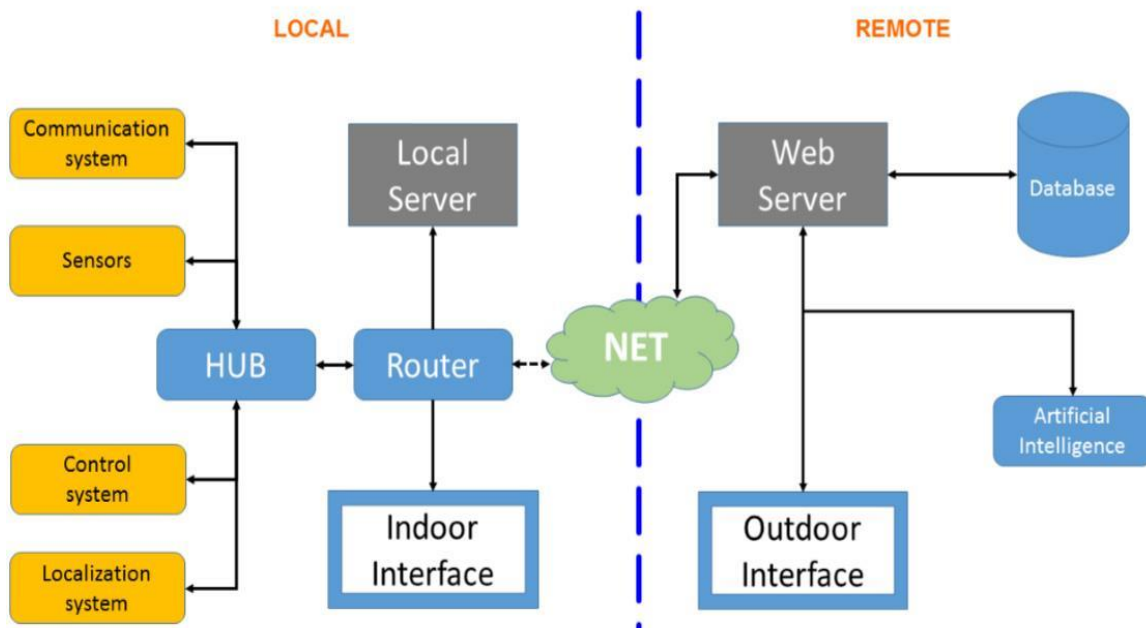 LOCAL
REMOTE
Communication
system
Sensors
Control
system
Localization
system
HUB
Local
Server
Router
Indoor
Interface
NET
Web
Server
Database
Artificial
Intelligence
Outdoor
Interface